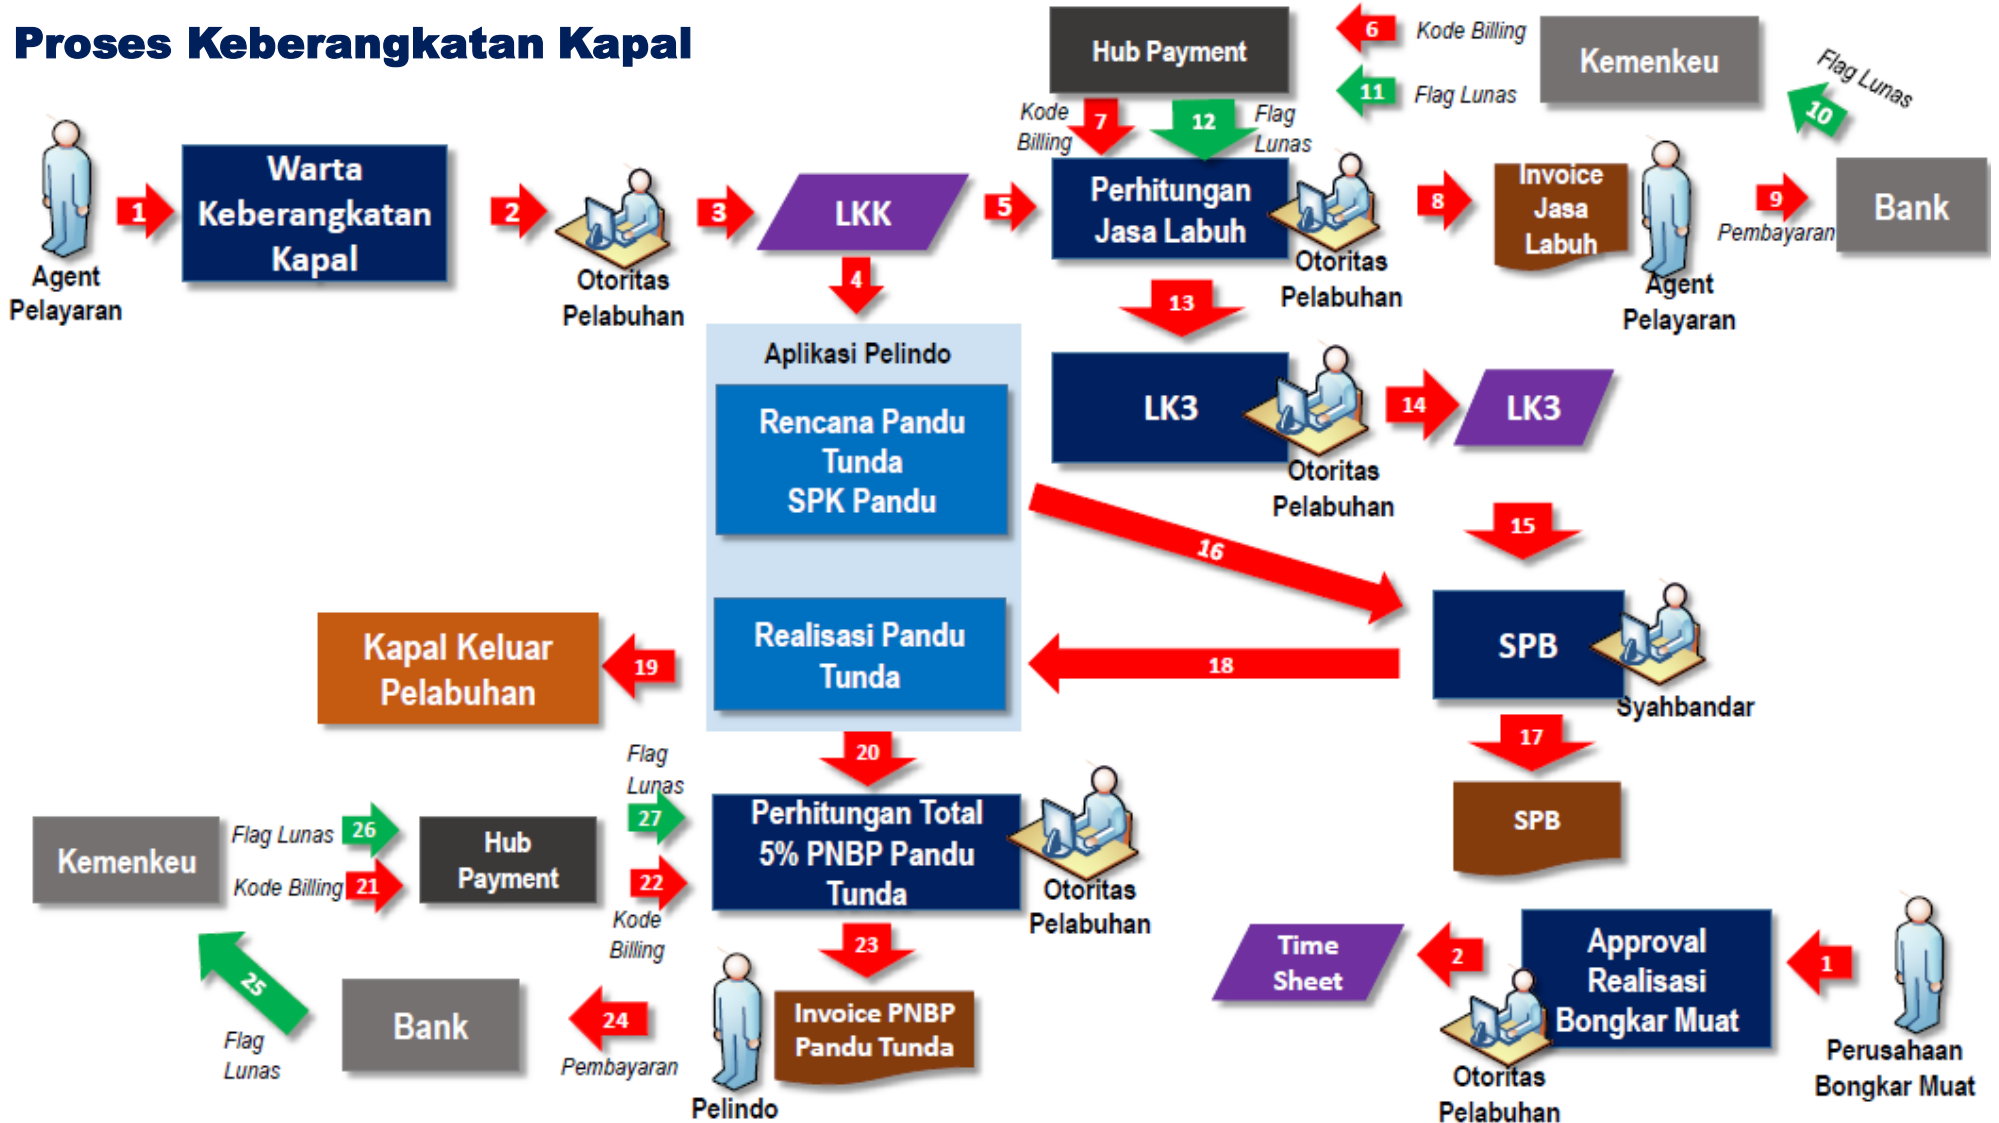 Proses Keberangkatan Kapal
Hub Payment
6
Kode Billing
Kemenkeu
Flag Lunas
11
Flag Lunas
10
Kode
Billing
7
12
Flag
Lunas
Agent
Pelayaran
1
Warta
Keberangkatan
Kapal
2
Otoritas
Pelabuhan
3
LKK
5
Perhitungan
Jasa Labuh
Otoritas
Pelabuhan
8
Invoice
Jasa
Labuh
Agent
Pelayaran
9
Pembayaran
Bank
4
13
Aplikasi Pelindo
Rencana Pandu
Tunda
SPK Pandu
LK3
Otoritas
Pelabuhan
14
LK3
15
16
Realisasi Pandu
Tunda
18
SPB
Syahbandar
Kapal Keluar
Pelabuhan
19
17
SPB
20
Flag
Lunas
27
Kemenkeu
Flag Lunas
26
Kode Billing
21
Hub
Payment
22
Kode
Billing
Perhitungan Total
5% PNBP Pandu
Tunda
Otoritas
Pelabuhan
23
25
Flag
Lunas
Bank
24
Pembayaran
Pelindo
Invoice PNBP
Pandu Tunda
Time
Sheet
2
Approval
Realisasi
Bongkar Muat
Otoritas
Pelabuhan
1
Perusahaan
Bongkar Muat